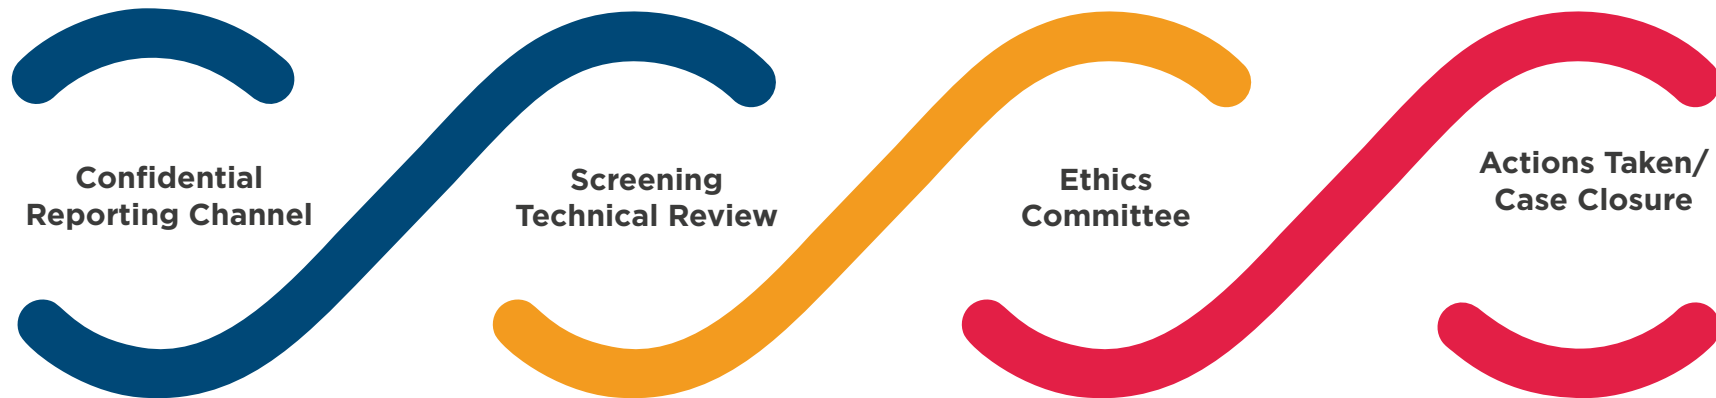 Confidential
Reporting Channel
Screening
Technical Review
Ethics
Committee
Actions Taken/
Case Closure